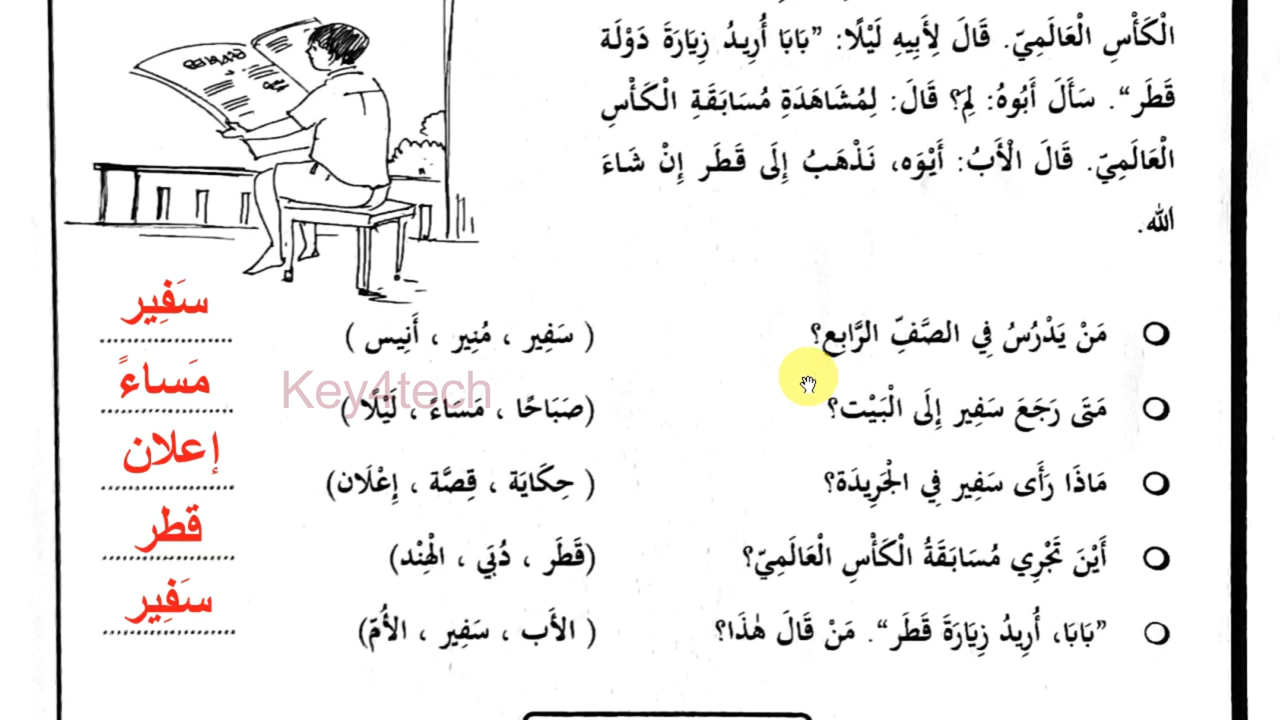 الْكَأْسِ الْعَالَمِيّ. قَالَ لِأَبِيهِ لَيْلًا: ”بَابَا أُرِيدُ زِيَارَةَ دَوْلَة
قَطَر“. سَأَلَ أَبُوهُ: لِمَ؟ قَالَ: لِمُشَاهَدَةِ مُسَابَقَةِ الْكَأْسِ
الْعَالَمِيّ. قَالَ الْأَبُ: أَيْوَه، نَذْهَبُ إِلَى قَطَر إِنْ شَاءَ
الله.
مَنْ يَدْرُسُ فِي الصَّفِّ الرَّابِع؟ ( سَفِير ، مُنِير ، أَنِيس ) سَفِير
مَتَى رَجَعَ سَفِير إِلَى الْبَيْت؟ (صَبَاحًا ، مَسَاءً ، لَيْلًا) مَساءً
مَاذَا رَأَى سَفِير فِي الْجَرِيدَة؟ ( حِكَايَة ، قِصَّة ، إِعْلَان) إعلان
أَيْنَ تَجْرِي مُسَابَقَةُ الْكَأْسِ الْعَالَمِيّ؟ (قَطَر ، دُبَي ، الْهِنْد) قطر
”بَابَا، أُرِيدُ زِيَارَةَ قَطَر“. مَنْ قَالَ هٰذَا؟ ( الأَب ، سَفِير ، الأُمّ) سَفِير
Key4tech